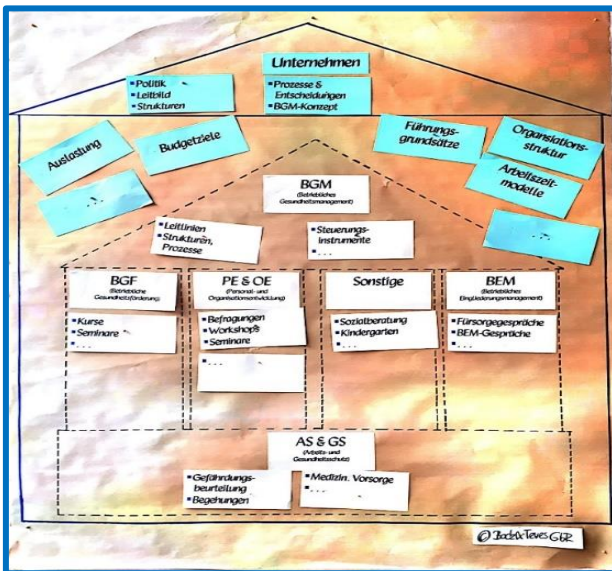 Unternehmen
▪Politik
▪Leitbild
▪Strukturen
▪Prozesse &
Entscheidungen
▪BGM-Konzept
Auslastung
. . .
Budgetziele
Führungs-
grundsätze
Organsiations-
struktur
Arbeitszeit-
modelle
. . .
BGM
(Betriebliches
Gesundheitsmanagement)
▪Leitlinien
▪Strukturen,
Prozesse
▪Steuerungs-
instrumente
▪. . .
BGF
(Betriebliche
Gesundheitsförderung)
▪Kurse
▪Seminare
▪. . .
PE & OE
(Personal- und
Organisationsentwicklung)
▪Befragungen
▪Workshops
▪Seminare
▪. . .
Sonstige
▪Sozialberatung
▪Kindergarten
▪. . .
BEM
(Betriebliches
Eingliederungsmanagement)
▪Fürsorgegespräche
▪BEM-Gespräche
▪. . .
AS & GS
(Arbeits- und
Gesundheitsschutz)
▪Gefährdungs-
beurteilung
▪Begehungen
▪Medizin. Vorsorge
▪. . .
© Teves GbR